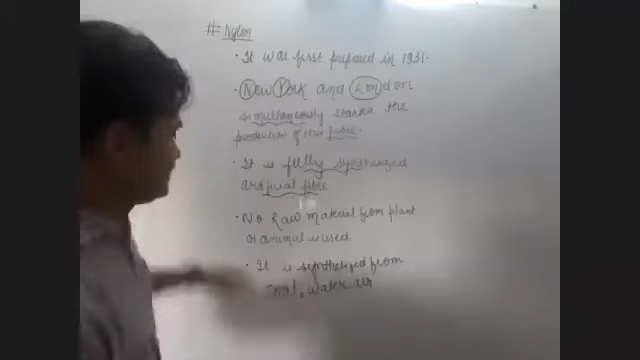 # Nylon
• It was first prepared in 1931.
• New York and London
simultaneously started the
production of this fibre.
• It is fully synthesized
artificial fibre
• No Raw material from plant
or animal is used
• It is synthesized from
Coal, water air